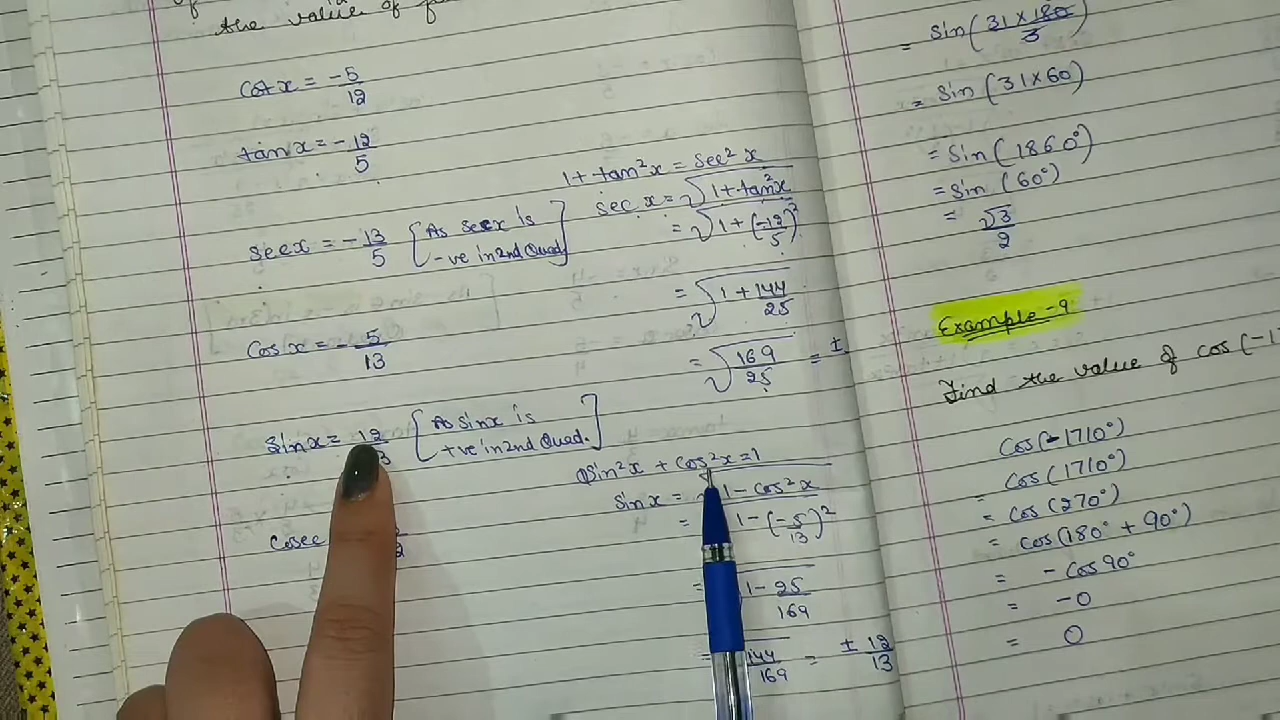 the value of
cot x = -5/12
tan x = -12/5
1 + tan²x = sec²x
sec x = √1 + tan²x
= √1 + (-12/5)²
= √1 + 144/25
= √169/25 = ±
sec x = -13/5 [As sec x is -ve in 2nd Quad.]
cos x = -5/13
sin x = 12/ 3 [As sin x is +ve in 2nd Quad.]
sin²x + cos²x = 1
sin x = 1 - cos²x
= 1 - (-5/13)²
= 1 - 25/169
= 144/169 = ± 12/13
cosec
= sin(31×180/3)
= sin(31×60)
= sin(1860°)
= sin(60°)
= √3/2
Example-9
Find the value of cos(-1
cos(-1710°)
= cos(1710°)
= cos(270°)
= cos(180° + 90°)
= -cos90°
= -0
= 0